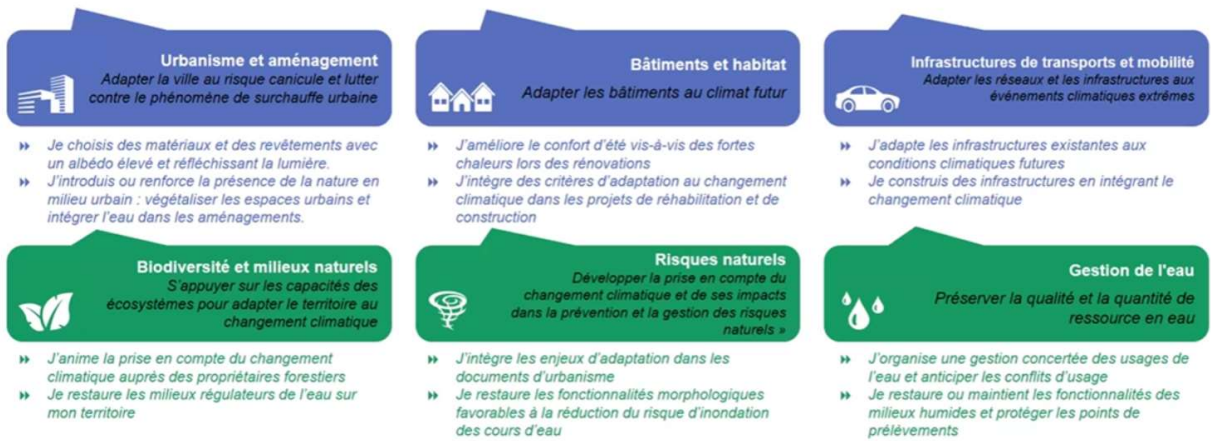 Urbanisme et aménagement
Adapter la ville au risque canicule et lutter
contre le phénomène de surchauffe urbaine
Je choisis des matériaux et des revêtements avec
un albédo élevé et réfléchissant la lumière.
J'introduis ou renforce la présence de la nature en
milieu urbain : végétaliser les espaces urbains et
intégrer l'eau dans les aménagements.
Bâtiments et habitat
Adapter les bâtiments au climat futur
J'améliore le confort d'été vis-à-vis des fortes
chaleurs lors des rénovations
J'intègre des critères d'adaptation au changement
climatique dans les projets de réhabilitation et de
construction
Infrastructures de transports et mobilité
Adapter les réseaux et les infrastructures aux
événements climatiques extrêmes
J'adapte les infrastructures existantes aux
conditions climatiques futures
Je construis des infrastructures en intégrant le
changement climatique
Biodiversité et milieux naturels
S'appuyer sur les capacités des
écosystèmes pour adapter le territoire au
changement climatique
J'anime la prise en compte du changement
climatique auprès des propriétaires forestiers
Je restaure les milieux régulateurs de l'eau sur
mon territoire
Risques naturels
Développer la prise en compte du
changement climatique et de ses impacts
dans la prévention et la gestion des risques
naturels »
J'intègre les enjeux d'adaptation dans les
documents d'urbanisme
Je restaure les fonctionnalités morphologiques
favorables à la réduction du risque d'inondation
des cours d'eau
Gestion de l'eau
Préserver la qualité et la quantité de
ressource en eau
J'organise une gestion concertée des usages de
l'eau et anticiper les conflits d'usage
Je restaure ou maintient les fonctionnalités des
milieux humides et protéger les points de
prélèvements